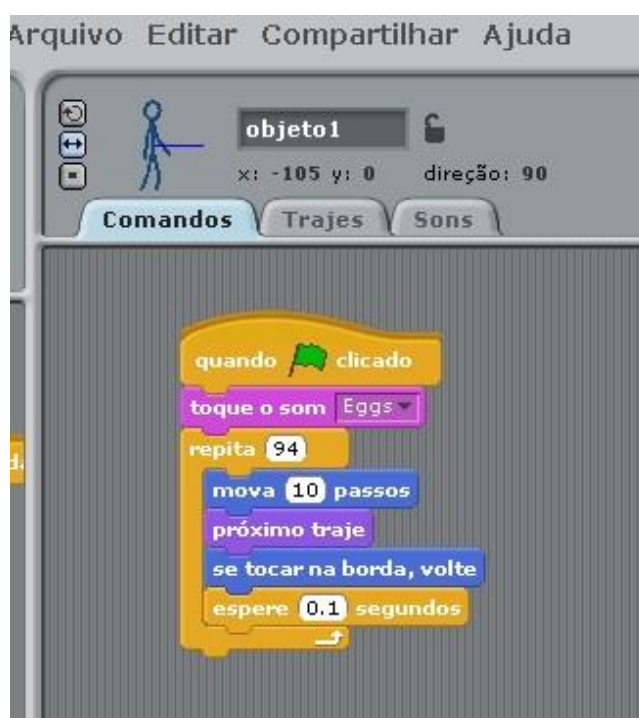 Arquivo Editar Compartilhar Ajuda
objeto1
x: -105 y: 0 direção: 90
Comandos Trajes Sons
quando clicado
toque o som Eggs
repita 94
mova 10 passos
próximo traje
se tocar na borda, volte
espere 0.1 segundos